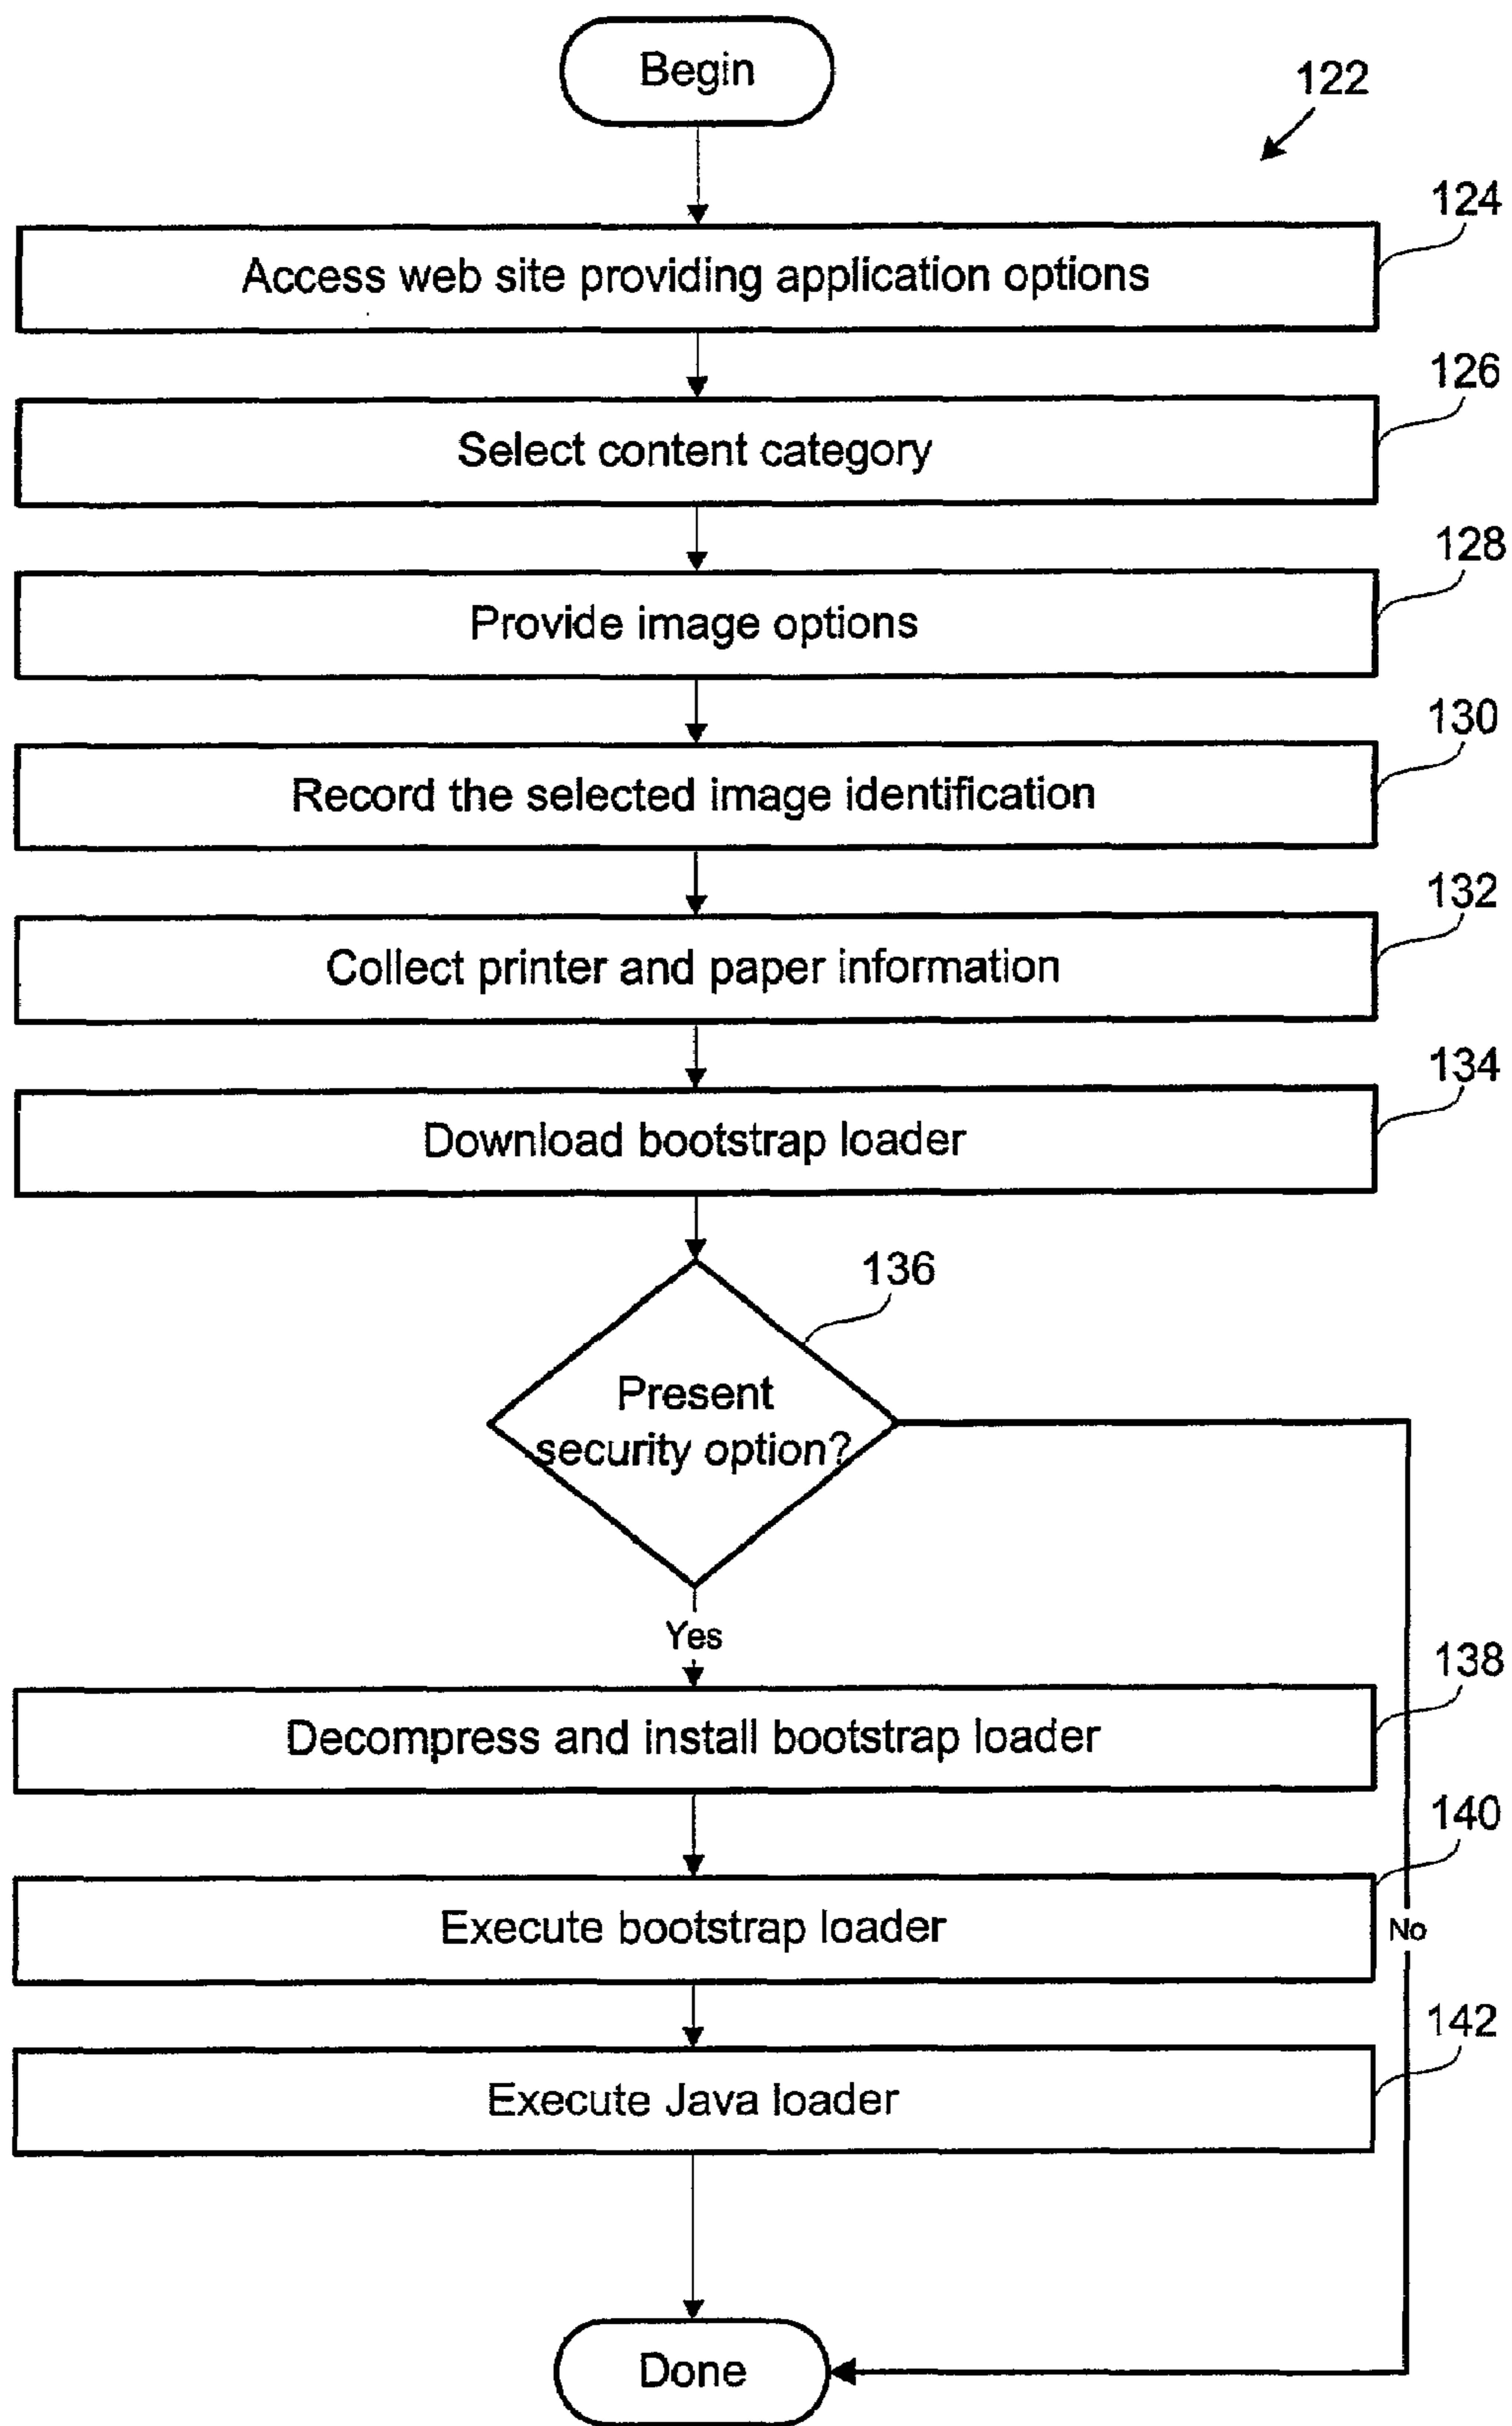 Begin
122
124
Access web site providing application options
126
Select content category
128
Provide image options
130
Record the selected image identification
132
Collect printer and paper information
134
Download bootstrap loader
136
Present
security option?
Yes
138
Decompress and install bootstrap loader
140
Execute bootstrap loader
No
142
Execute Java loader
Done